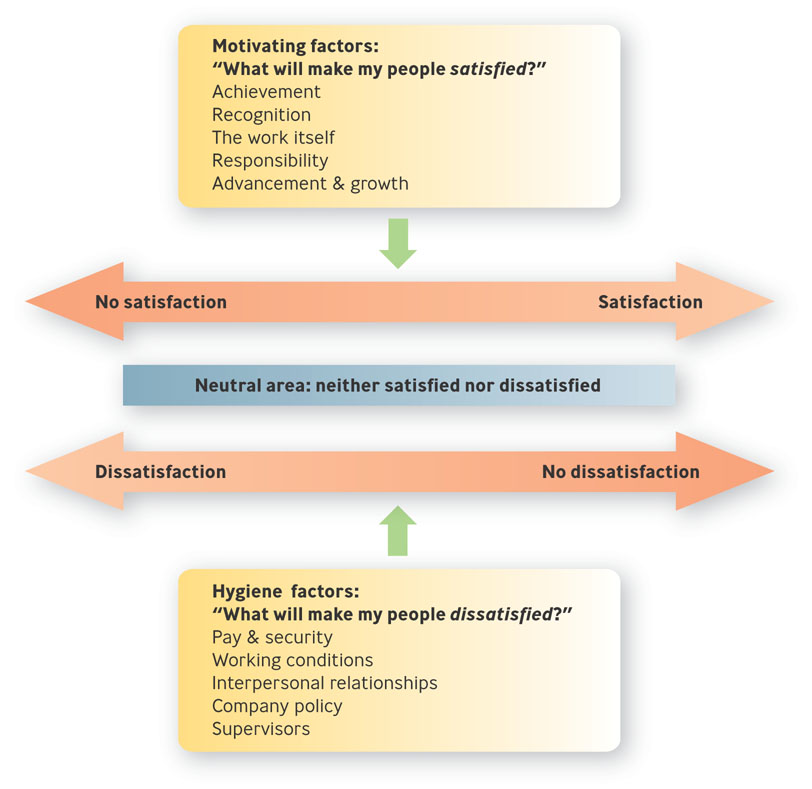 Motivating factors:
“What will make my people satisfied?”
Achievement
Recognition
The work itself
Responsibility
Advancement & growth
No satisfaction
Satisfaction
Neutral area: neither satisfied nor dissatisfied
Dissatisfaction
No dissatisfaction
Hygiene factors:
“What will make my people dissatisfied?”
Pay & security
Working conditions
Interpersonal relationships
Company policy
Supervisors